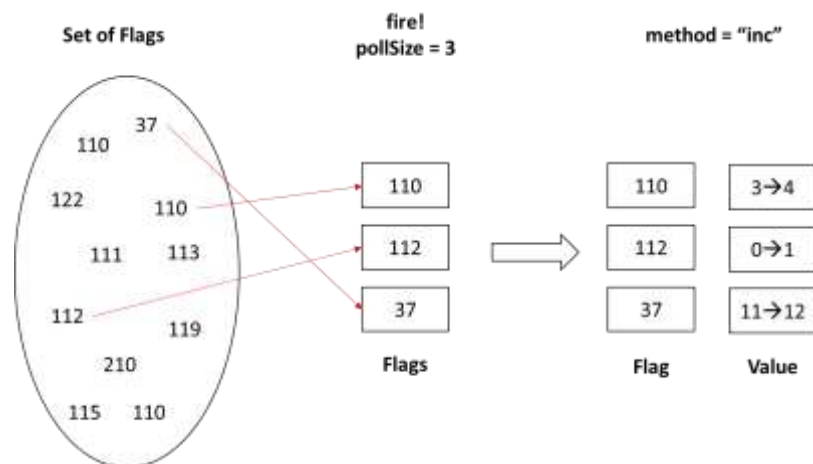 Set of Flags
fire!
pollSize = 3
method = “inc”
37
110
122
110
111
113
112
119
210
115
110
110
112
37
Flags
110
3→4
112
0→1
37
11→12
Flag
Value